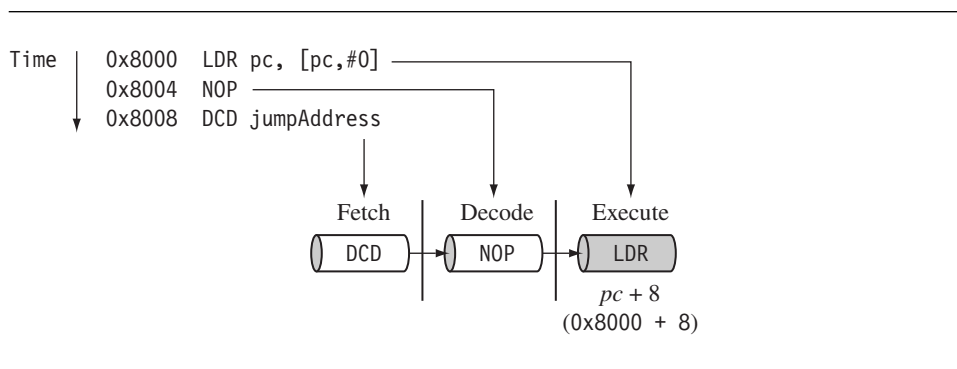 Time 0x8000 LDR pc, [pc,#0]
0x8004 NOP
0x8008 DCD jumpAddress
Fetch Decode Execute
DCD NOP LDR
pc + 8
(0x8000 + 8)